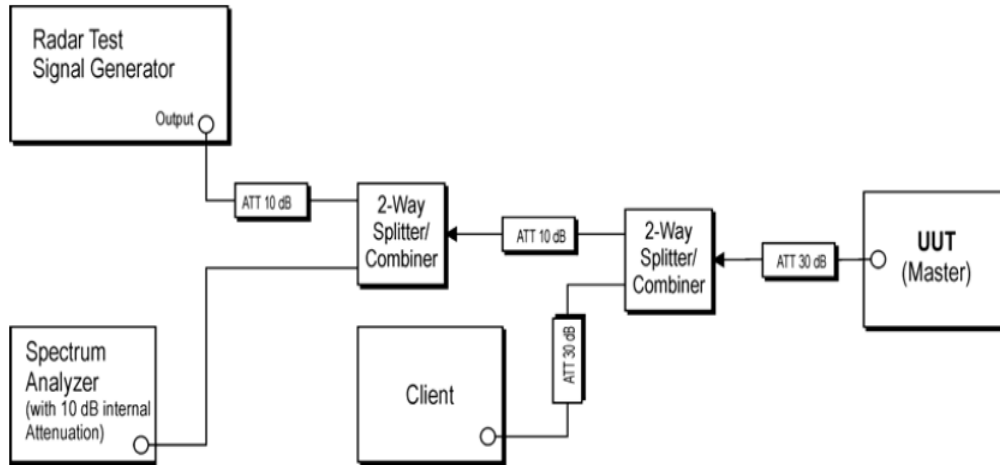 Radar Test
Signal Generator
Output
ATT 10 dB
2-Way
Splitter/
Combiner
ATT 10 dB
2-Way
Splitter/
Combiner
ATT 30 dB
UUT
(Master)
Spectrum
Analyzer
(with 10 dB internal
Attenuation)
Client
ATT 30 dB